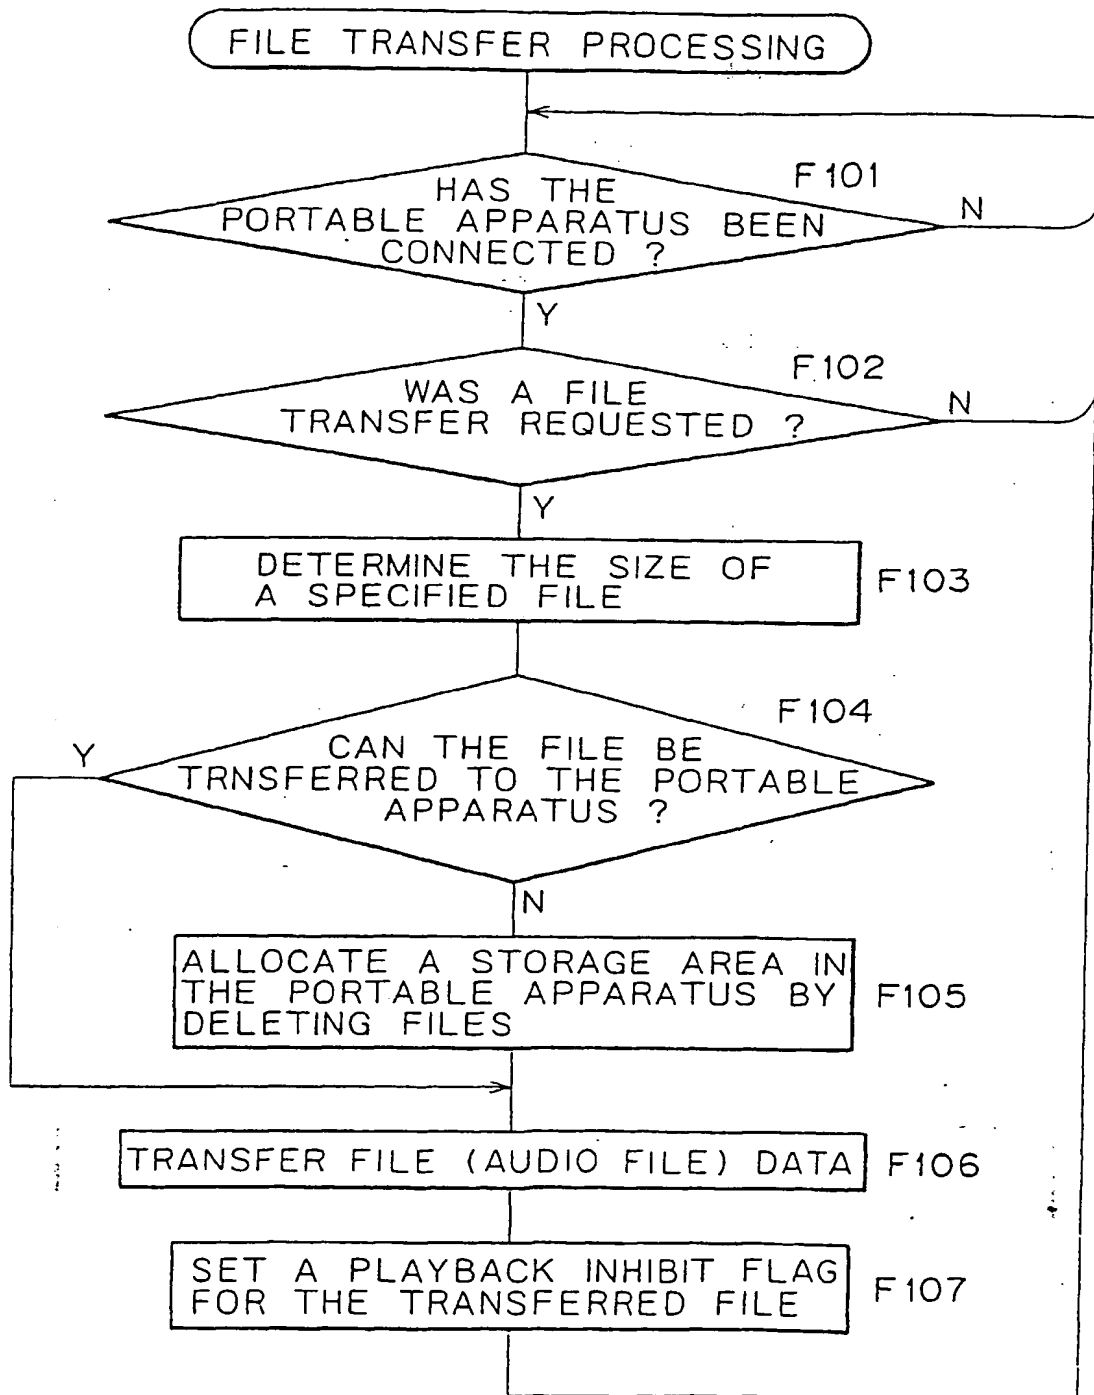 FILE TRANSFER PROCESSING
F101
HAS THE
PORTABLE APPARATUS BEEN
CONNECTED ?
N
Y
F102
WAS A FILE
TRANSFER REQUESTED ?
N
Y
DETERMINE THE SIZE OF
A SPECIFIED FILE
F103
F104
Y
CAN THE FILE BE
TRNSFERRED TO THE PORTABLE
APPARATUS ?
N
ALLOCATE A STORAGE AREA IN
THE PORTABLE APPARATUS BY
DELETING FILES
F105
TRANSFER FILE (AUDIO FILE) DATA
F106
SET A PLAYBACK INHIBIT FLAG
FOR THE TRANSFERRED FILE
F107